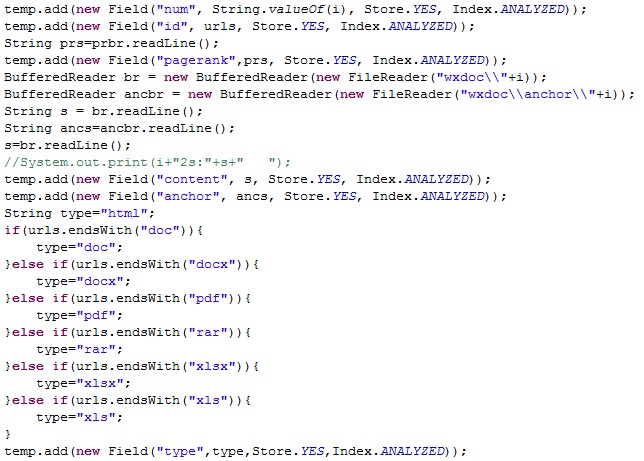 temp.add(new Field("num", String.valueOf(i), Store.YES, Index.ANALYZED));
temp.add(new Field("id", urls, Store.YES, Index.ANALYZED));
String prs=prbr.readLine();
temp.add(new Field("pagerank",prs, Store.YES, Index.ANALYZED));
BufferedReader br = new BufferedReader(new FileReader("wxdoc\\"+i));
BufferedReader ancbr = new BufferedReader(new FileReader("wxdoc\\anchor\\"+i));
String s = br.readLine();
String ancs=ancbr.readLine();
s=br.readLine();
//System.out.print(i+"2s:"+s+"   ");
temp.add(new Field("content", s, Store.YES, Index.ANALYZED));
temp.add(new Field("anchor", ancs, Store.YES, Index.ANALYZED));
String type="html";
if(urls.endsWith("doc")){
    type="doc";
}else if(urls.endsWith("docx")){
    type="docx";
}else if(urls.endsWith("pdf")){
    type="pdf";
}else if(urls.endsWith("rar")){
    type="rar";
}else if(urls.endsWith("xlsx")){
    type="xlsx";
}else if(urls.endsWith("xls")){
    type="xls";
}
temp.add(new Field("type",type,Store.YES,Index.ANALYZED));